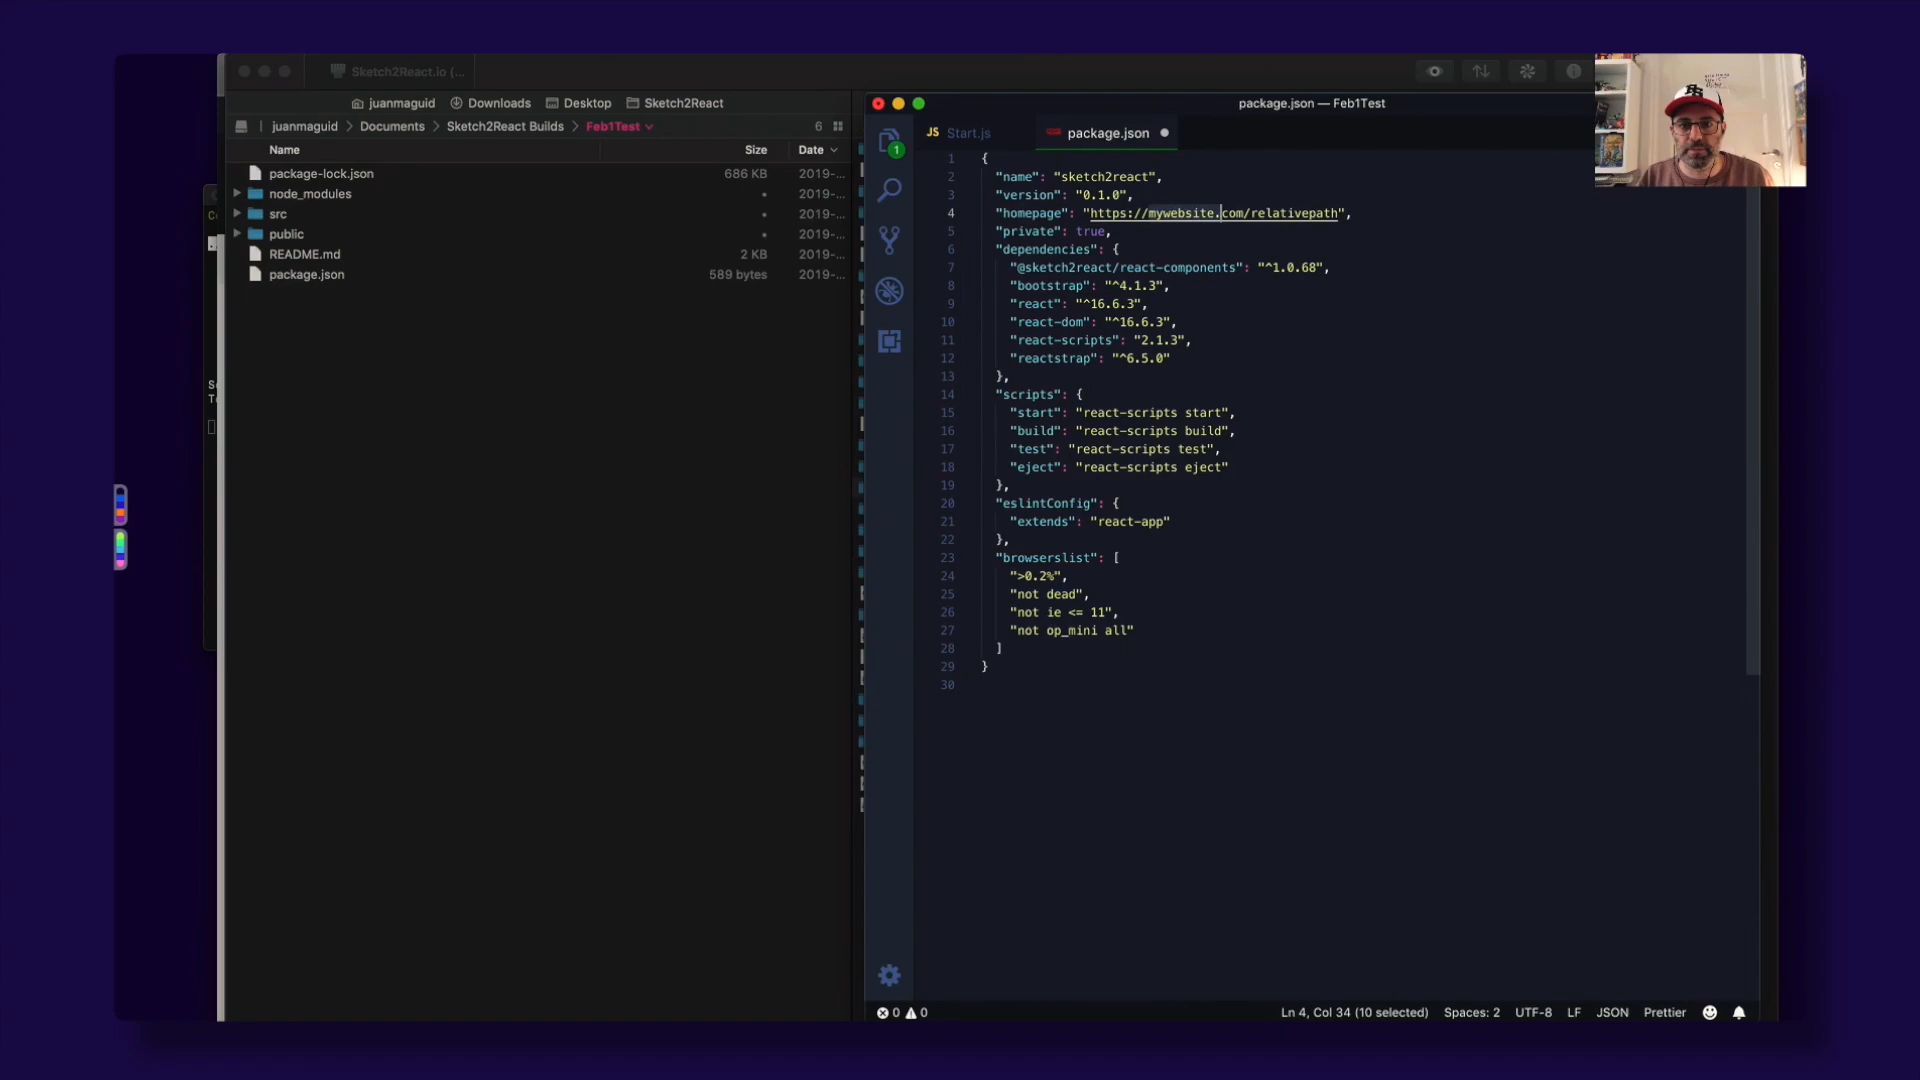 Sketch2React.io (...
juanmaguid Downloads Desktop Sketch2React
juanmaguid > Documents > Sketch2React Builds > Feb1Test 6
Name Size Date
package-lock.json 686 KB 2019-...
node_modules • 2019-...
src • 2019-...
public • 2019-...
README.md 2 KB 2019-...
package.json 589 bytes 2019-...
package.json — Feb1Test
JS Start.js package.json
1
1 {
2 "name": "sketch2react",
3 "version": "0.1.0",
4 "homepage": "https://mywebsite.com/relativepath",
5 "private": true,
6 "dependencies": {
7 "@sketch2react/react-components": "^1.0.68",
8 "bootstrap": "^4.1.3",
9 "react": "^16.6.3",
10 "react-dom": "^16.6.3",
11 "react-scripts": "2.1.3",
12 "reactstrap": "^6.5.0"
13 },
14 "scripts": {
15 "start": "react-scripts start",
16 "build": "react-scripts build",
17 "test": "react-scripts test",
18 "eject": "react-scripts eject"
19 },
20 "eslintConfig": {
21 "extends": "react-app"
22 },
23 "browserslist": [
24 ">0.2%",
25 "not dead",
26 "not ie <= 11",
27 "not op_mini all"
28 ]
29 }
30
0 0 Ln 4, Col 34 (10 selected) Spaces: 2 UTF-8 LF JSON Prettier